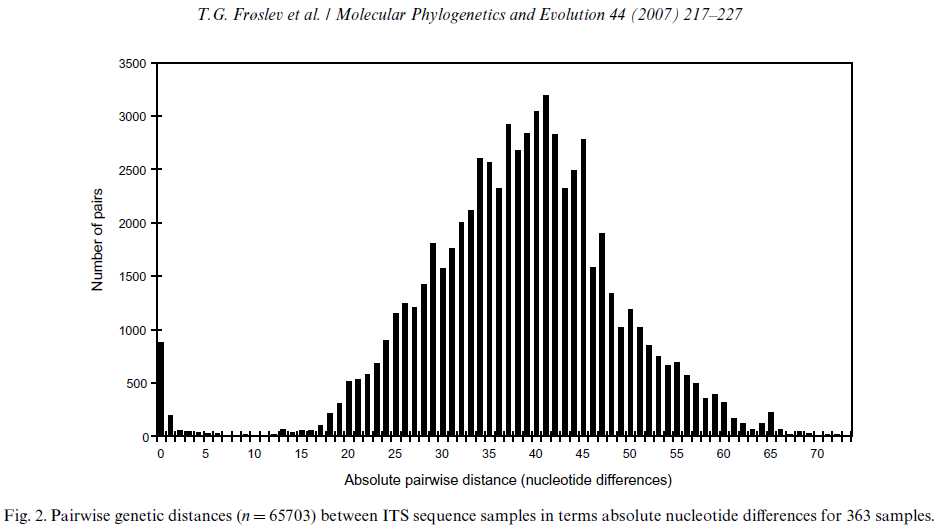 T.G. Frøslev et al. / Molecular Phylogenetics and Evolution 44 (2007) 217–227
3500
3000
2500
2000
1500
1000
500
0
Number of pairs
0 5 10 15 20 25 30 35 40 45 50 55 60 65 70
Absolute pairwise distance (nucleotide differences)
Fig. 2. Pairwise genetic distances (n = 65703) between ITS sequence samples in terms absolute nucleotide differences for 363 samples.